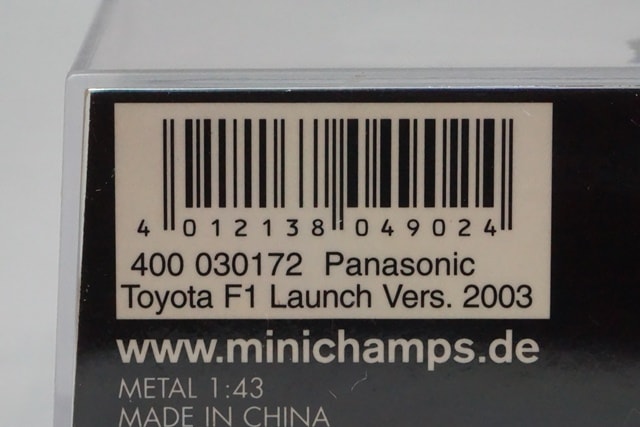 4 012138 049024
400 030172 Panasonic
Toyota F1 Launch Vers. 2003
www.minichamps.de
METAL 1:43
MADE IN CHINA